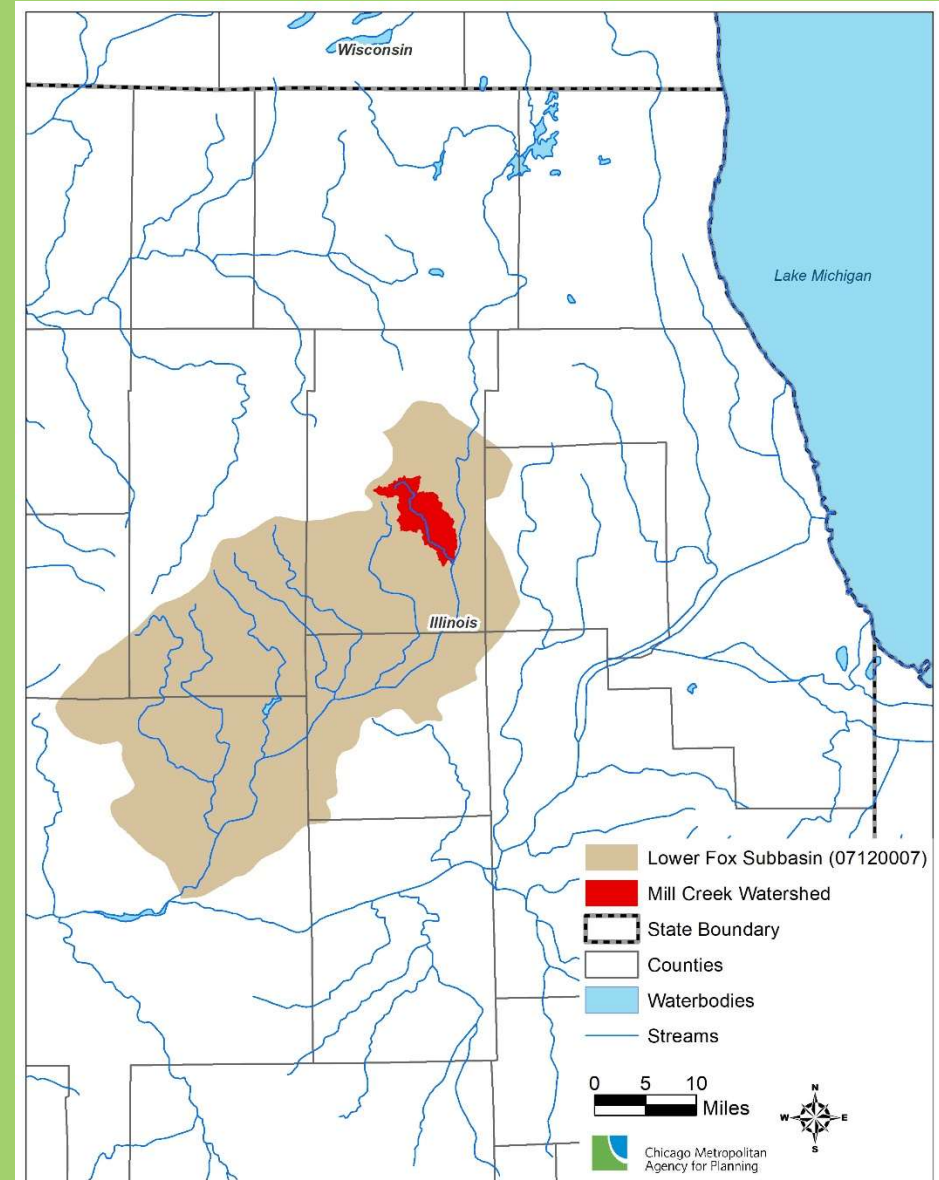 Wisconsin
Lake Michigan
Illinois
Lower Fox Subbasin (07120007)
Mill Creek Watershed
State Boundary
Counties
Waterbodies
Streams
0 5 10
Miles
N
W E
S
Chicago Metropolitan
Agency for Planning